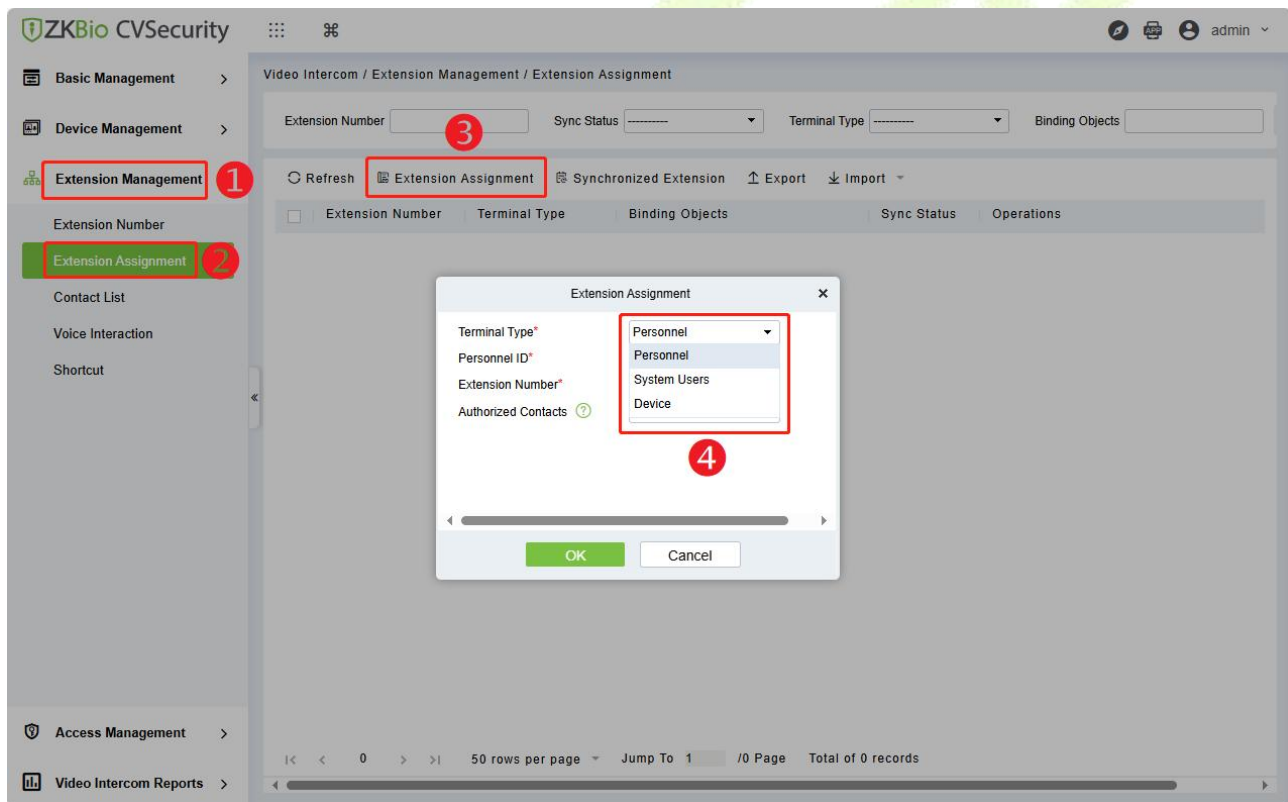 ZKBio CVSecurity
admin
Basic Management
Device Management
Extension Management
1
Extension Number
Extension Assignment
2
Contact List
Voice Interaction
Shortcut
Access Management
Video Intercom Reports
Video Intercom / Extension Management / Extension Assignment
Extension Number Sync Status ---------- Terminal Type ---------- Binding Objects
3
Refresh Extension Assignment Synchronized Extension Export Import
Extension Number Terminal Type Binding Objects Sync Status Operations
Extension Assignment
Terminal Type* Personnel
Personnel ID* Personnel
Extension Number* System Users
Authorized Contacts ? Device
4
OK Cancel
0 50 rows per page Jump To 1 /0 Page Total of 0 records